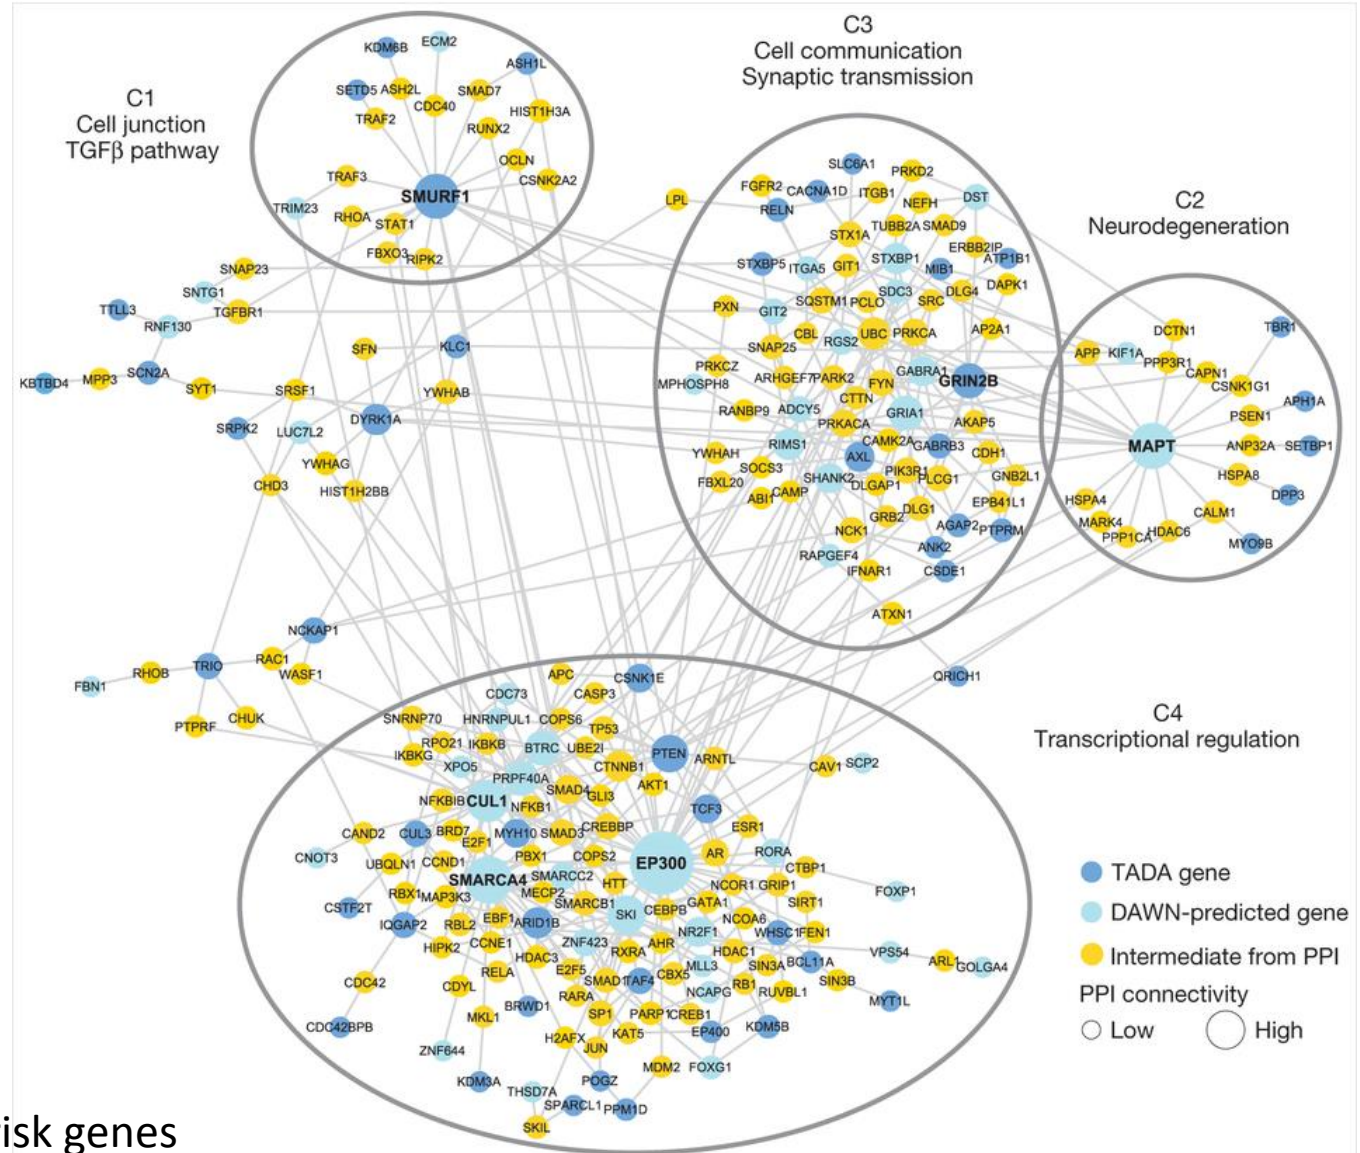 C1
Cell junction
TGFβ pathway
C3
Cell communication
Synaptic transmission
C2
Neurodegeneration
C4
Transcriptional regulation
KDM6B
ECM2
ASH1L
SETD5
ASH2L
SMAD7
CDC40
HIST1H3A
TRAF2
RUNX2
OCLN
CSNK2A2
TRAF3
SMURF1
TRIM23
RHOA
STAT1
FBXO3
RIPK2
LPL
SNAP23
SNTG1
TTLL3
RNF130
TGFBR1
SFN
KLC1
KBTBD4
MPP3
SCN2A
SYT1
SRSF1
YWHAB
SRPK2
LUC7L2
DYRK1A
YWHAG
CHD3
HIST1H2BB
SLC6A1
PRKD2
FGFR2
CACNA1D
ITGB1
DST
RELN
NEFH
STX1A
TUBB2A
SMAD9
ERBB2IP
STXBP5
ITGA5
GIT1
STXBP1
MIB1
ATP1B1
SDC3
DLG4
DAPK1
PXN
GIT2
SQSTM1
PCLO
SRC
CBL
RGS2
UBC
PRKCA
AP2A1
SNAP25
PRKCZ
MPHOSPH8
ARHGEF7
PARK2
FYN
GABRA1
GRIN2B
CTTN
RANBP9
ADCY5
PRKACA
GRIA1
AKAP5
RIMS1
CAMK2A
GABRB3
YWHAH
AXL
CDH1
SOCS3
PIK3R1
PLCG1
GNB2L1
FBXL20
SHANK2
DLGAP1
ABI1
CAMP
EPB41L1
GRB2
DLG1
NCK1
AGAP2
PTPRM
RAPGEF4
ANK2
IFNAR1
CSDE1
ATXN1
QRICH1
DCTN1
TBR1
APP
KIF1A
PPP3R1
CAPN1
CSNK1G1
APH1A
PSEN1
MAPT
ANP32A
SETBP1
HSPA8
DPP3
HSPA4
CALM1
MARK4
PPP1CA
HDAC6
MYO9B
NCKAP1
RAC1
TRIO
RHOB
WASF1
FBN1
PTPRF
CHUK
APC
CSNK1E
CDC73
CASP3
SNRNP70
HNRNPUL1
COPS6
TP53
RPO21
IKBKB
IKBKG
BTRC
UBE2I
PTEN
ARNTL
XPO5
CTNNB1
CAV1
SCP2
PRPF40A
AKT1
SMAD4
GLI3
CUL1
NFKBIB
NFKB1
TCF3
CAND2
CUL3
BRD7
MYH10
SMAD3
CREBBP
ESR1
E2F1
CNOT3
UBQLN1
CCND1
PBX1
COPS2
EP300
AR
RORA
CTBP1
SMARCA4
SMARCC2
HTT
NCOR1
GRIP1
FOXP1
RBX1
MAP3K3
MECP2
SMARCB1
CEBPB
GATA1
SIRT1
CSTF2T
IQGAP2
RBL2
EBF1
ARID1B
SKI
NCOA6
NR2F1
WHSC1
FEN1
HIPK2
CCNE1
ZNF423
RXRA
AHR
HDAC1
VPS54
HDAC3
MLL3
SIN3A
BCL11A
ARL1
GOLGA4
RELA
E2F5
SMAD1
TAF4
CBX5
SIN3B
CDC42
CDYL
RARA
NCAPG
RB1
RUVBL1
MYT1L
BRWD1
MKL1
SP1
PARP1
CREB1
CDC42BPB
H2AFX
KAT5
EP400
KDM5B
ZNF644
JUN
MDM2
FOXG1
KDM3A
THSD7A
POGZ
SPARCL1
PPM1D
SKIL
TADA gene
DAWN-predicted gene
Intermediate from PPI
PPI connectivity
Low
High
risk genes